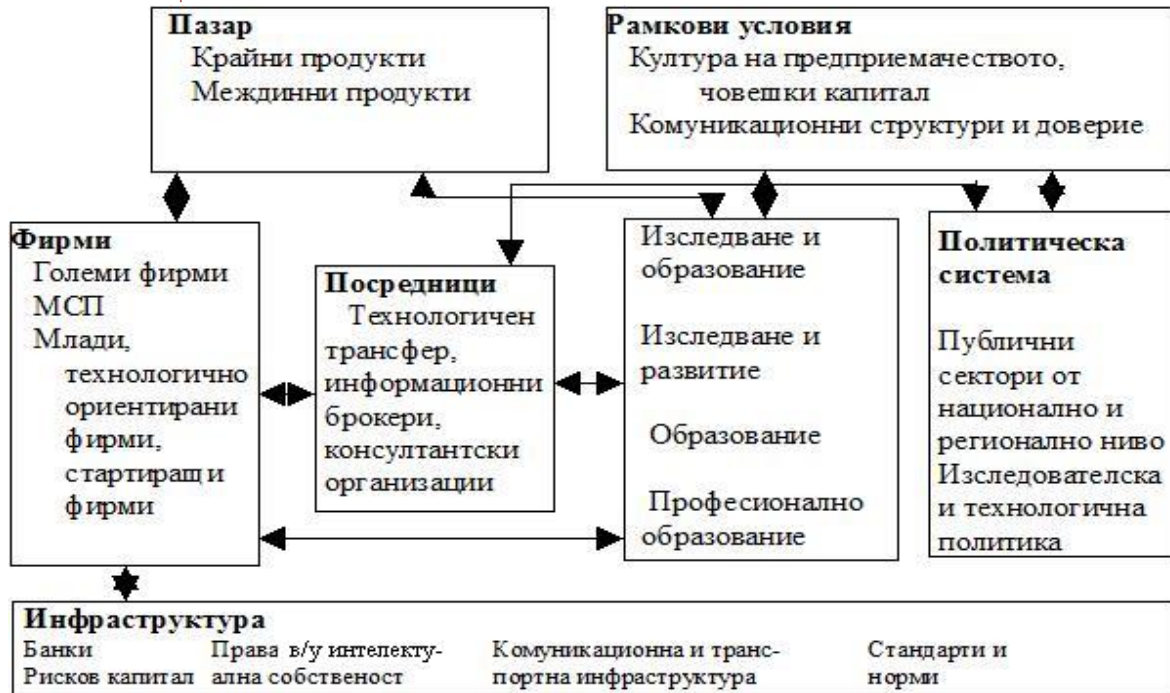 Пазар
Крайни продукти
Междинни продукти
Рамкови условия
Култура на предприемачеството,
човешки капитал
Комуникационни структури и доверие
Фирми
Големи фирми
МСП
Млади,
технологично
ориентирани
фирми,
стартиращи
фирми
Посредници
Технологичен
трансфер,
информационни
брокери,
консултантски
организации
Изследване и
образование
Изследване и
развитие
Образование
Професионално
образование
Политическа
система
Публични
сектори от
национално и
регионално ниво
Изследователска
и технологична
политика
Инфраструктура
Банки
Рисков капитал
Права в/у интелекту-
ална собственост
Комуникационна и транс-
портна инфраструктура
Стандарти и
норми